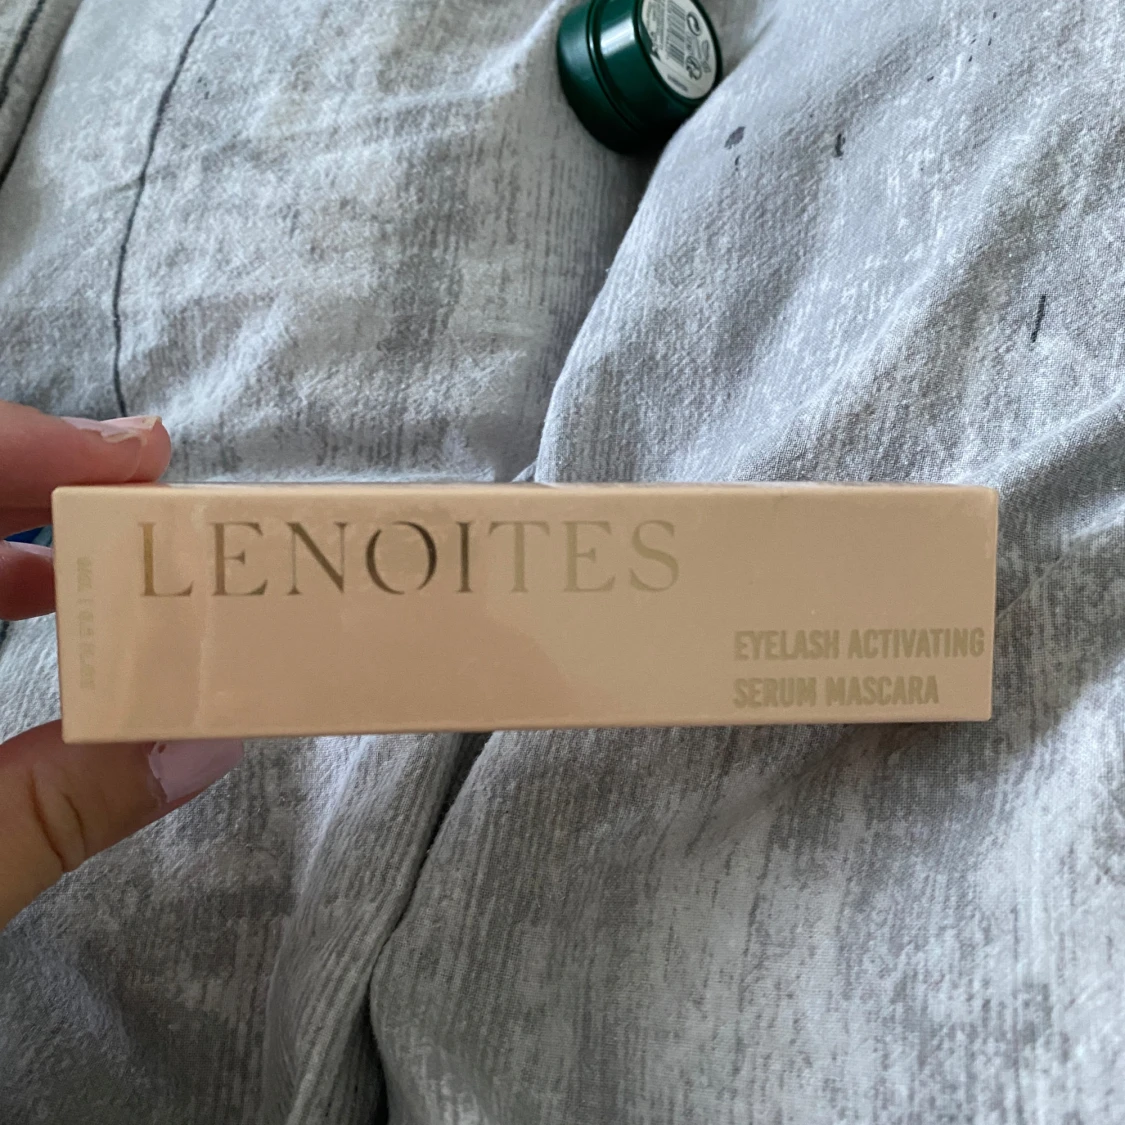 LENOITES
EYELASH ACTIVATING
SERUM MASCARA